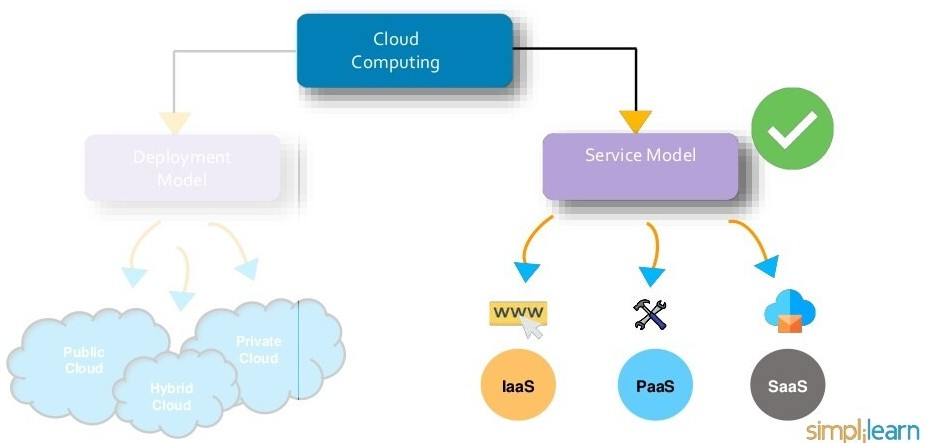 Cloud
Computing
Deployment
Model
Service Model
Public
Cloud
Hybrid
Cloud
Private
Cloud
WWW
IaaS
PaaS
SaaS
simplilearn